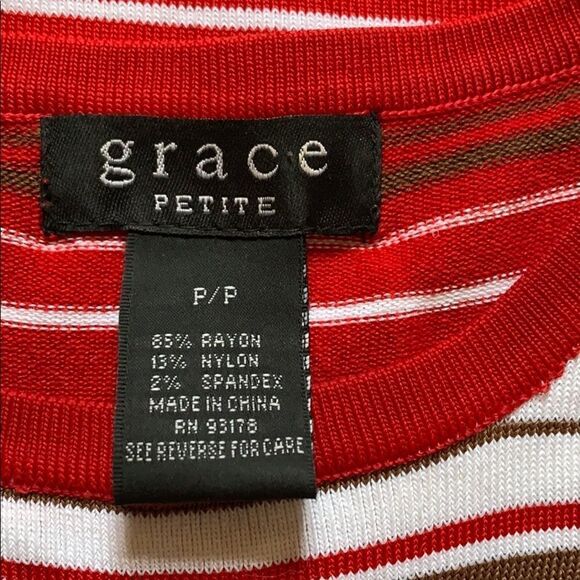 grace
PETITE
P/P
85% RAYON
13% NYLON
2% SPANDEX
MADE IN CHINA
RN 93178
SEE REVERSE FOR CARE